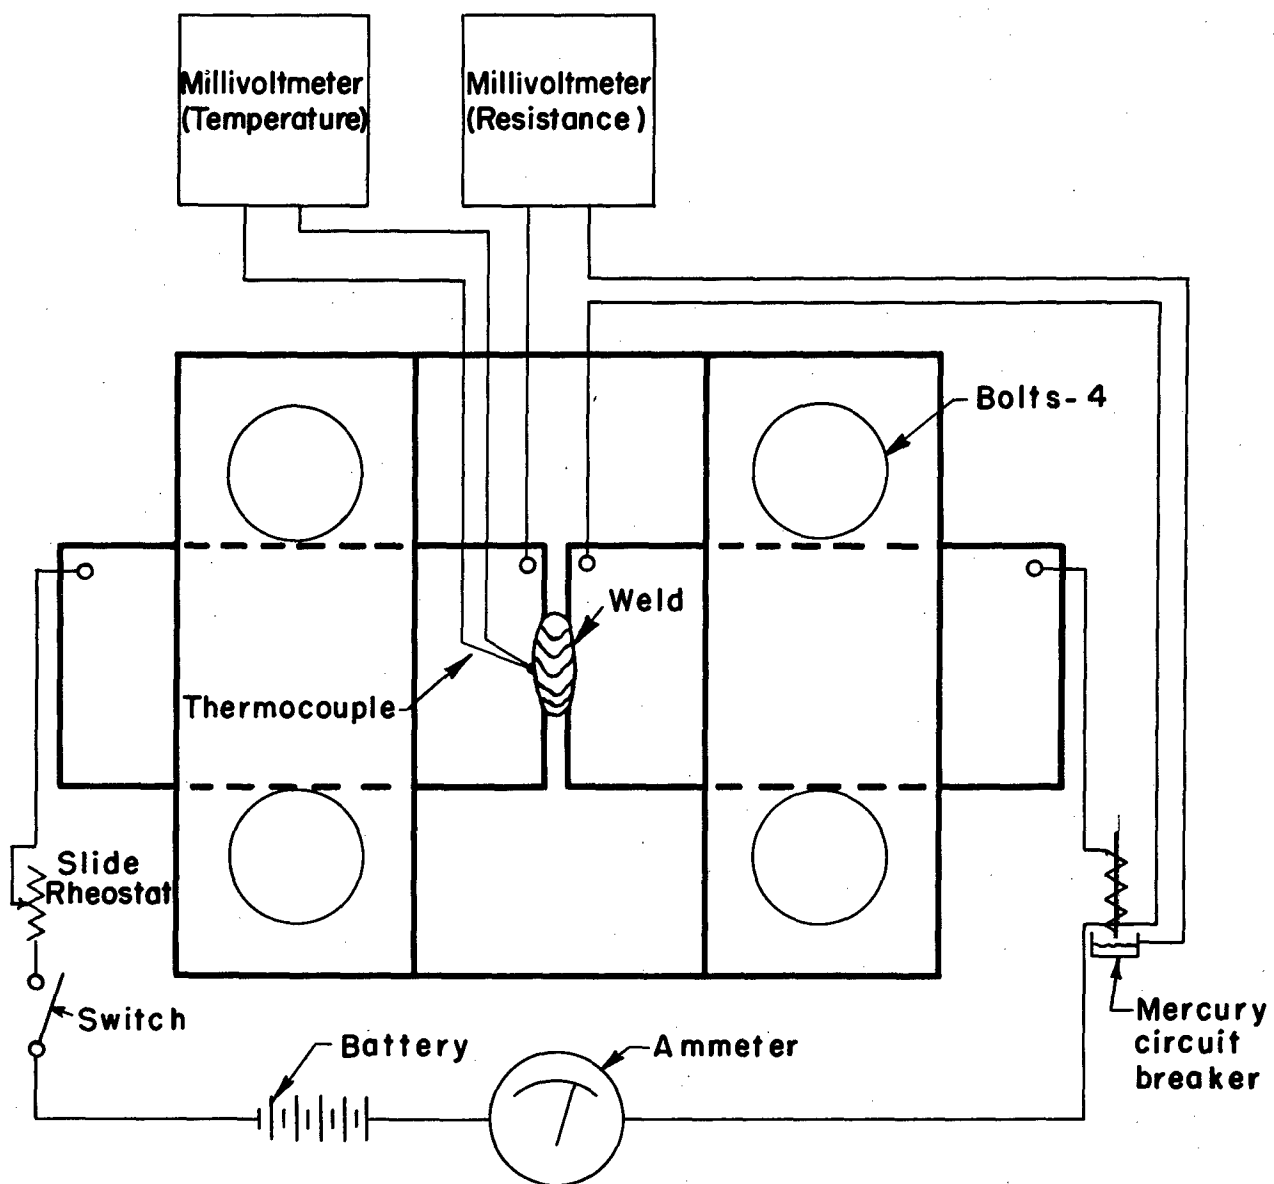 Millivoltmeter
(Temperature)
Millivoltmeter
(Resistance)
Bolts-4
Weld
Thermocouple
Slide
Rheostat
Switch
Battery
Ammeter
Mercury
circuit
breaker